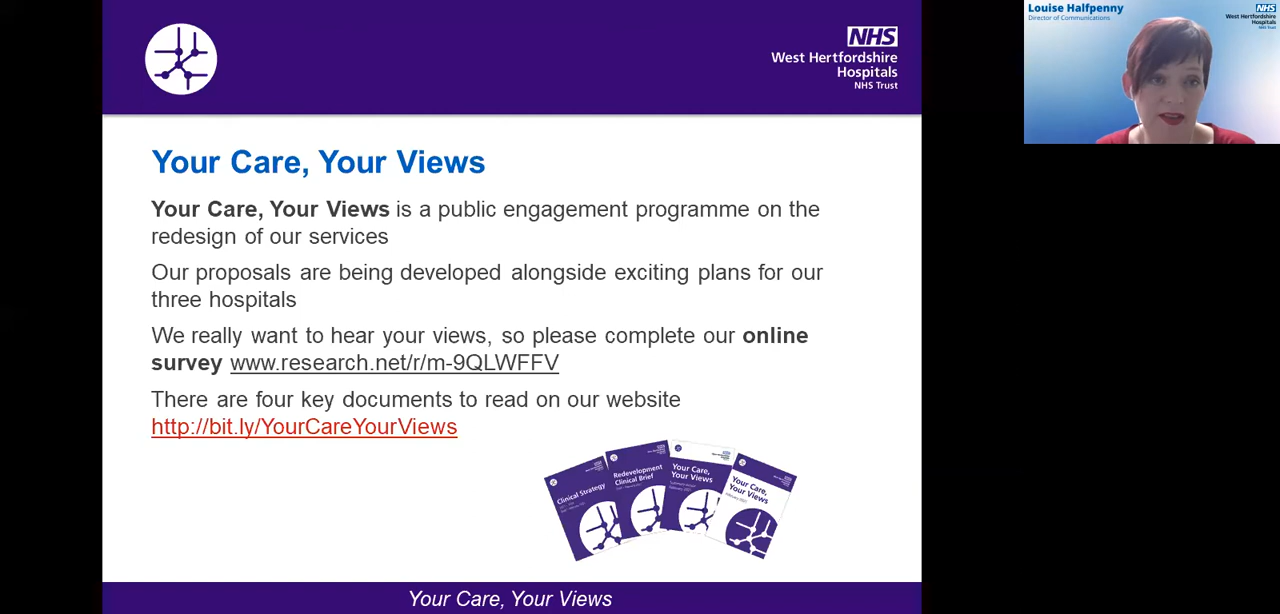 NHS
West Hertfordshire
Hospitals
NHS Trust
Your Care, Your Views
Your Care, Your Views is a public engagement programme on the
redesign of our services
Our proposals are being developed alongside exciting plans for our
three hospitals
We really want to hear your views, so please complete our online
survey www.research.net/r/m-9QLWFFV
There are four key documents to read on our website
http://bit.ly/YourCareYourViews
Clinical Strategy
Redevelopment
Clinical Brief
Your Care,
Your Views
Your Care,
Your Views
Your Care, Your Views
Louise Halfpenny
Director of Communications
NHS
West Hertfordshire
Hospitals
NHS Trust